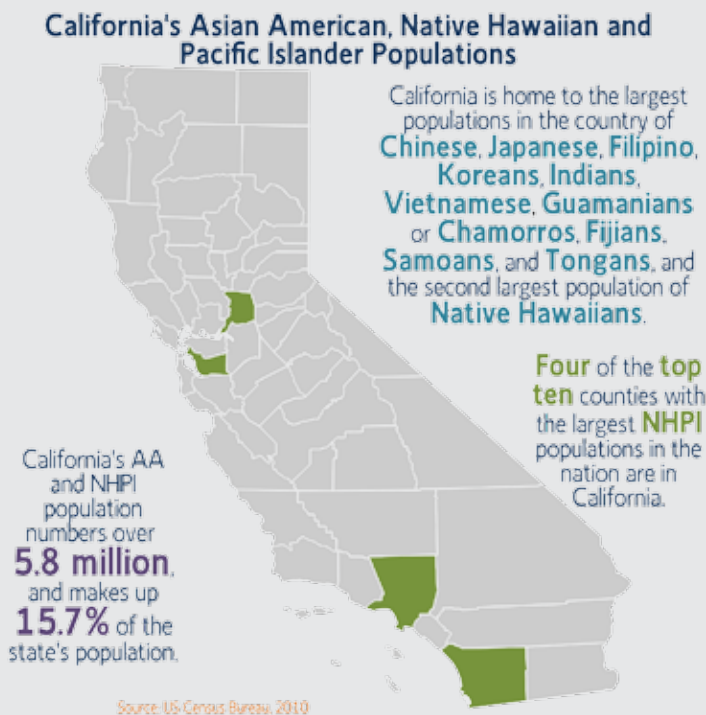 California's Asian American, Native Hawaiian and
Pacific Islander Populations
California is home to the largest
populations in the country of
Chinese, Japanese, Filipino,
Koreans, Indians,
Vietnamese, Guamanians
or Chamorros, Fijians,
Samoans, and Tongans, and
the second largest population of
Native Hawaiians.
Four of the top
ten counties with
the largest NHPI
populations in the
nation are in
California.
California's AA
and NHPI
population
numbers over
5.8 million,
and makes up
15.7% of the
state's population.
Source: US Census Bureau, 2010